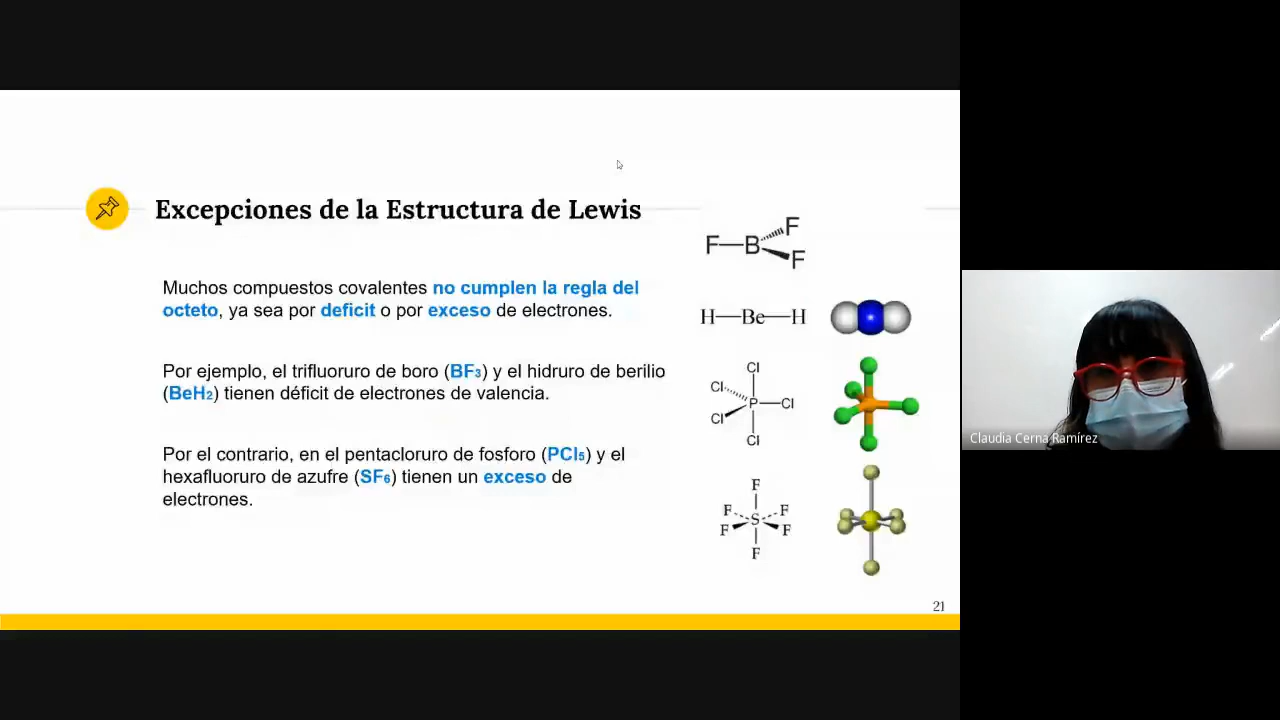 Excepciones de la Estructura de Lewis
Muchos compuestos covalentes no cumplen la regla del
octeto, ya sea por deficit o por exceso de electrones.
Por ejemplo, el trifluoruro de boro (BF₃) y el hidruro de berilio
(BeH₂) tienen déficit de electrones de valencia.
Por el contrario, en el pentacloruro de fosforo (PCl₅) y el
hexafluoruro de azufre (SF₆) tienen un exceso de
electrones.
F
F—B
F
H—Be—H
Cl
Cl
P—Cl
Cl
Cl
F
F F
S
F F
F
21
Claudia Cerna Ramírez